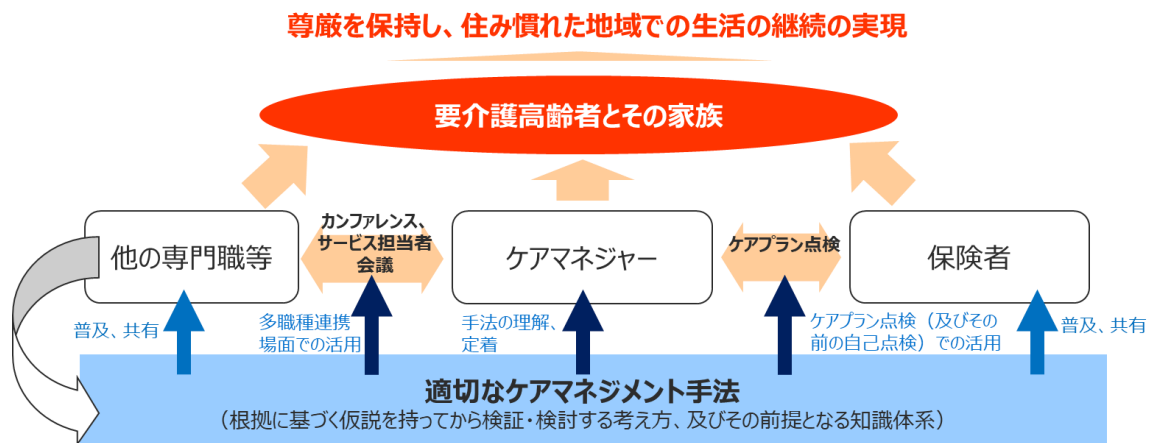 尊厳を保持し、住み慣れた地域での生活の継続の実現
要介護高齢者とその家族
カンファレンス、
サービス担当者
会議
ケアプラン点検
他の専門職等
ケアマネジャー
保険者
普及、共有
多職種連携
場面での活用
手法の理解、
定着
ケアプラン点検（及びその
前の自己点検）での活用
普及、共有
適切なケアマネジメント手法
（根拠に基づく仮説を持ってから検証・検討する考え方、及びその前提となる知識体系）